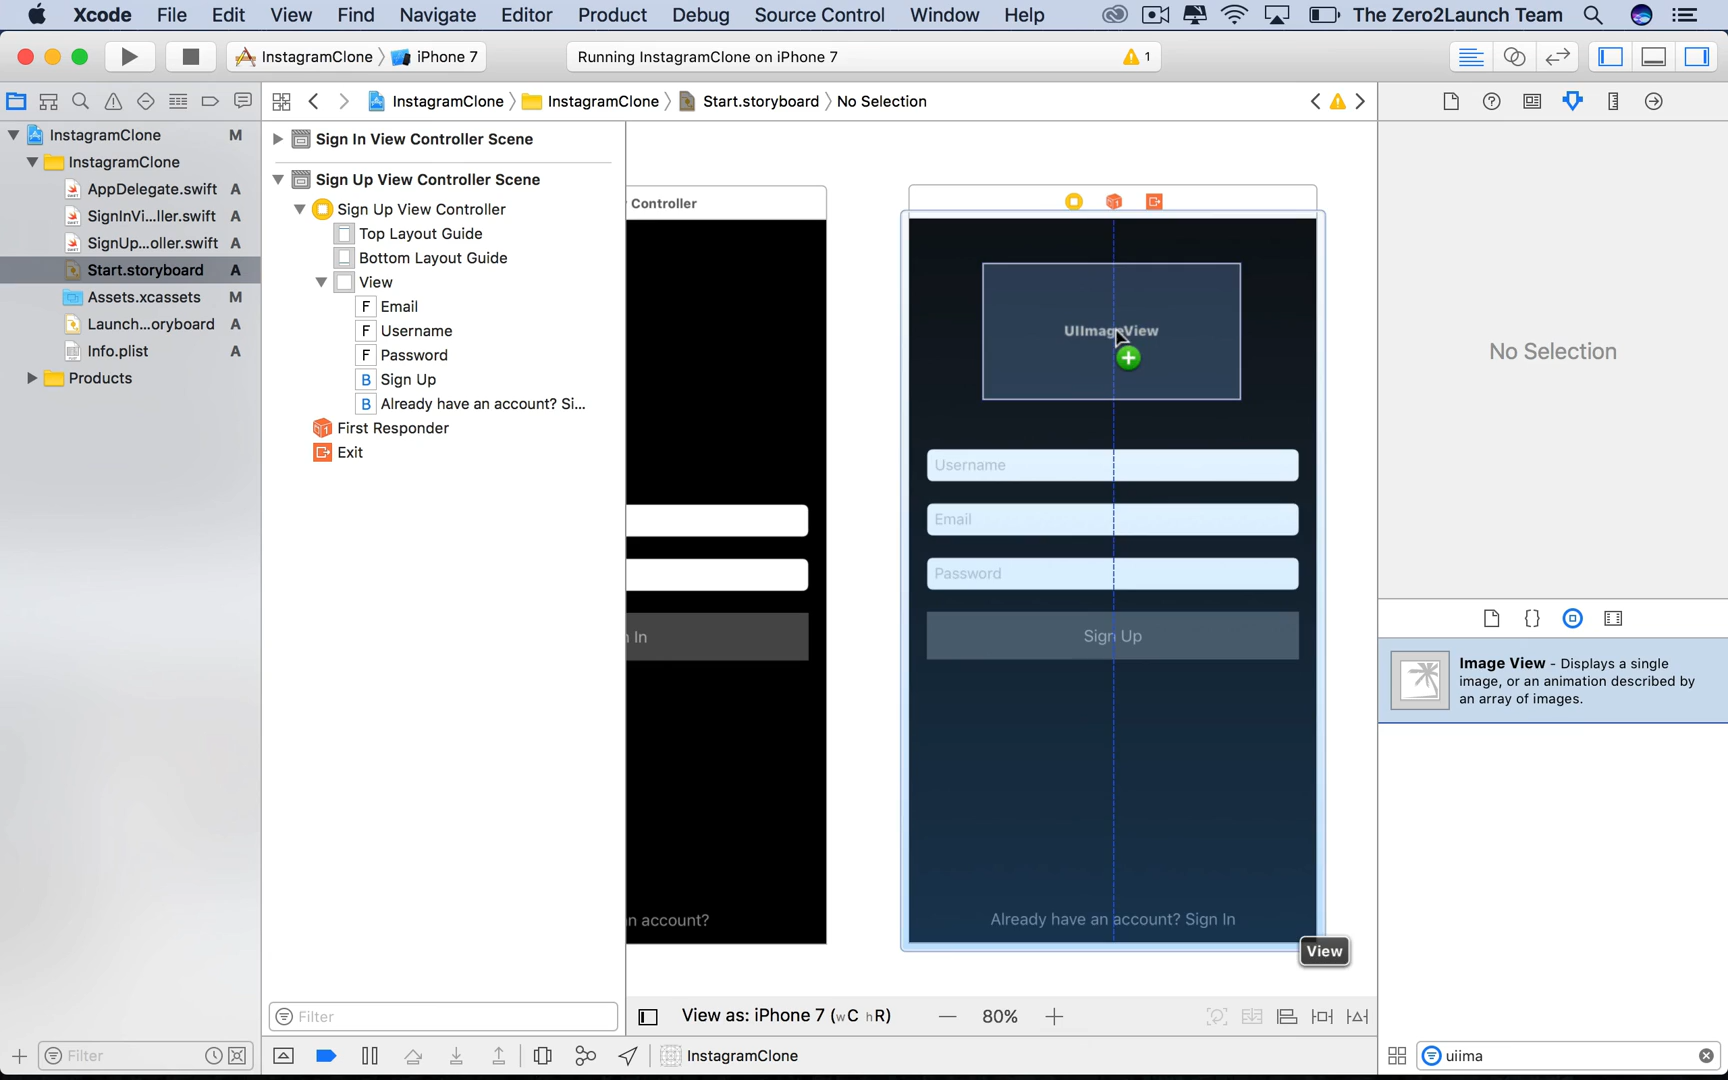 Xcode File Edit View Find Navigate Editor Product Debug Source Control Window Help The Zero2Launch Team
InstagramClone iPhone 7 Running InstagramClone on iPhone 7 1
InstagramClone InstagramClone Start.storyboard No Selection
InstagramClone M
InstagramClone
AppDelegate.swift A
SignInVi...ller.swift A
SignUp...oller.swift A
Start.storyboard A
Assets.xcassets M
Launch...oryboard A
Info.plist A
Products
Sign In View Controller Scene
Sign Up View Controller Scene
Sign Up View Controller
Top Layout Guide
Bottom Layout Guide
View
F Email
F Username
F Password
B Sign Up
B Already have an account? Si...
First Responder
Exit
Controller
n In
n account?
UIImageView
Username
Email
Password
Sign Up
Already have an account? Sign In
View
No Selection
Image View - Displays a single
image, or an animation described by
an array of images.
Filter
View as: iPhone 7 (wC hR) 80%
Filter
InstagramClone
uiima